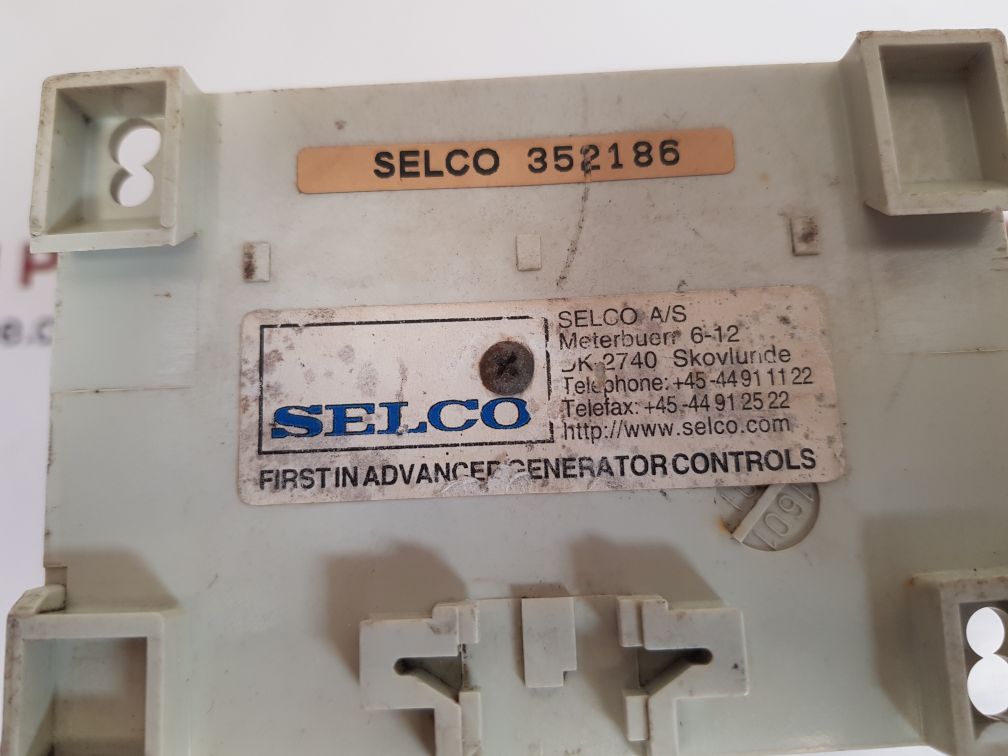 SELCO 352186
SELCO A/S
Meterbuen 6-12
DK-2740 Skovlunde
Telephone: +45-44 91 11 22
Telefax: +45-44 91 25 22
http://www.selco.com
SELCO
FIRST IN ADVANCED GENERATOR CONTROLS